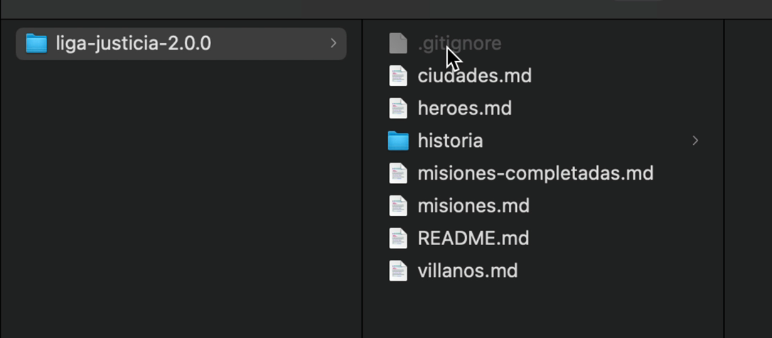 liga-justicia-2.0.0
.gitignore
ciudades.md
heroes.md
historia
misiones-completadas.md
misiones.md
README.md
villanos.md